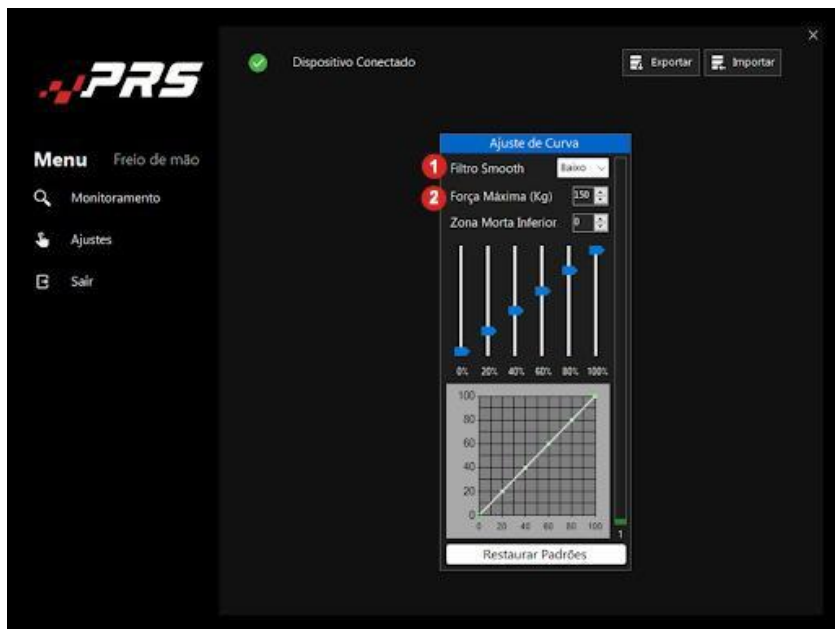 PRS
Dispositivo Conectado
Exportar
Importar
Menu Freio de mão
Monitoramento
Ajustes
Sair
Ajuste de Curva
1 Filtro Smooth Baixo
2 Força Máxima (Kg) 150
Zona Morta Inferior 0
0% 20% 40% 60% 80% 100%
100
80
60
40
20
0
0 20 40 60 80 100
1
Restaurar Padrões